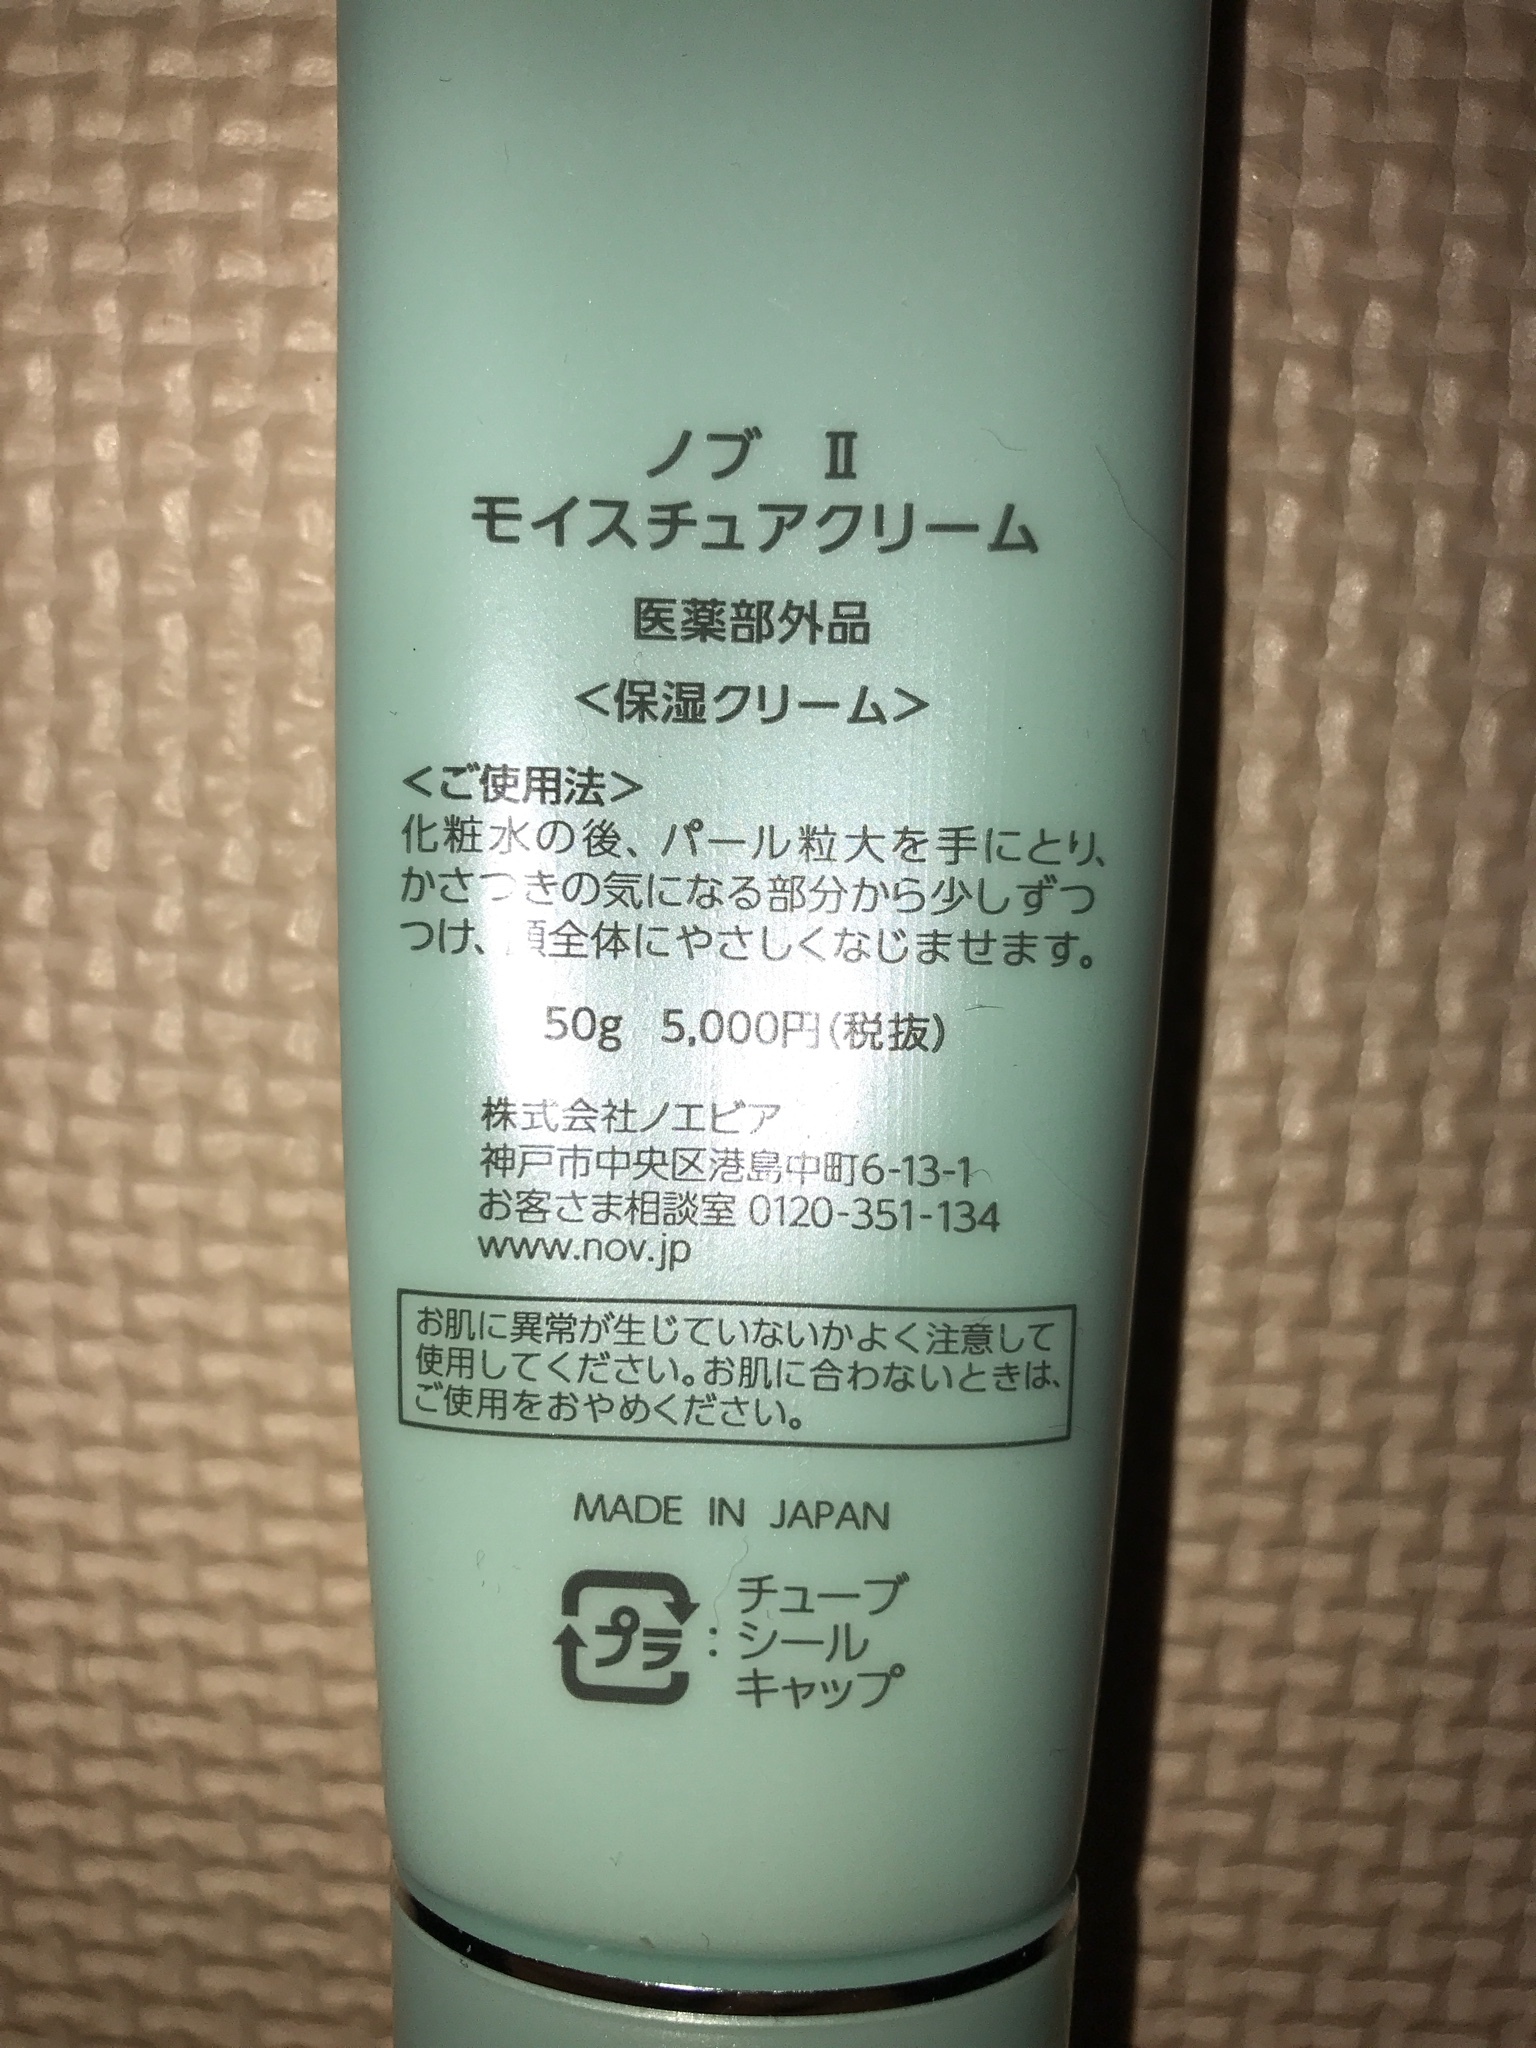 ノブ Ⅱ
モイスチュアクリーム
医薬部外品
<保湿クリーム>
<ご使用法>
化粧水の後、パール粒大を手にとり、
かさつきの気になる部分から少しずつ
つけ、顔全体にやさしくなじませます。
50g 5,000円(税抜)
株式会社ノエビア
神戸市中央区港島中町6-13-1
お客さま相談室 0120-351-134
www.nov.jp
お肌に異常が生じていないかよく注意して
使用してください。お肌に合わないときは、
ご使用をおやめください。
MADE IN JAPAN
プラ : チューブ
シール
キャップ